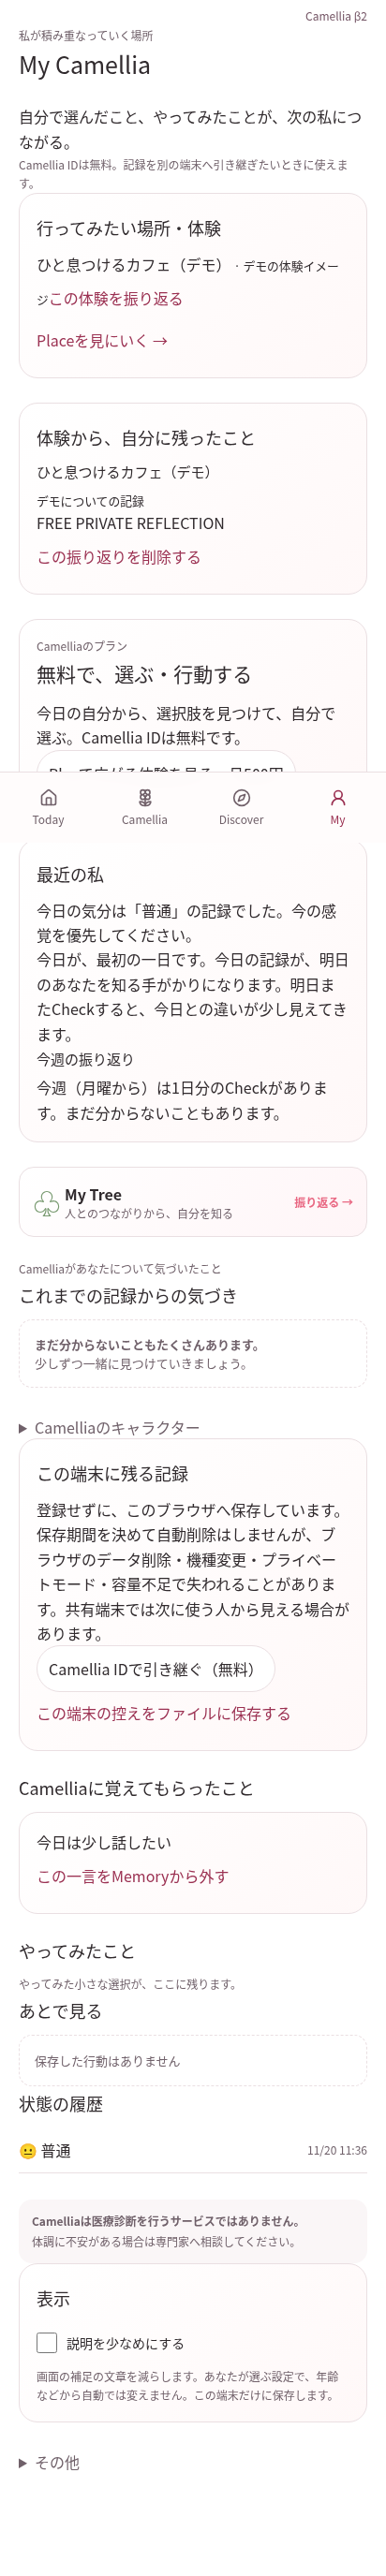 Camellia β2
私が積み重なっていく場所
My Camellia
自分で選んだこと、やってみたことが、次の私につ
ながる。
Camellia IDは無料。記録を別の端末へ引き継ぎたいときに使えま
す。
行ってみたい場所・体験
ひと息つけるカフェ（デモ） · デモの体験イメー
ジこの体験を振り返る
Placeを見にいく →
体験から、自分に残ったこと
ひと息つけるカフェ（デモ）
デモについての記録
FREE PRIVATE REFLECTION
この振り返りを削除する
Camelliaのプラン
無料で、選ぶ・行動する
今日の自分から、選択肢を見つけて、自分で
選ぶ。Camellia IDは無料です。
Today
Camellia
Discover
My
最近の私
今日の気分は「普通」の記録でした。今の感
覚を優先してください。
今日が、最初の一日です。今日の記録が、明日
のあなたを知る手がかりになります。明日ま
たCheckすると、今日との違いが少し見えてき
ます。
今週の振り返り
今週（月曜から）は1日分のCheckがありま
す。まだ分からないこともあります。
My Tree
人とのつながりから、自分を知る
振り返る →
Camelliaがあなたについて気づいたこと
これまでの記録からの気づき
まだ分からないこともたくさんあります。
少しずつ一緒に見つけていきましょう。
▶ Camelliaのキャラクター
この端末に残る記録
登録せずに、このブラウザへ保存しています。
保存期間を決めて自動削除はしませんが、ブ
ラウザのデータ削除・機種変更・プライベー
トモード・容量不足で失われることがありま
す。共有端末では次に使う人から見える場合が
あります。
Camellia IDで引き継ぐ（無料）
この端末の控えをファイルに保存する
Camelliaに覚えてもらったこと
今日は少し話したい
この一言をMemoryから外す
やってみたこと
やってみた小さな選択が、ここに残ります。
あとで見る
保存した行動はありません
状態の履歴
😐 普通
11/20 11:36
Camelliaは医療診断を行うサービスではありません。
体調に不安がある場合は専門家へ相談してください。
表示
説明を少なめにする
画面の補足の文章を減らします。あなたが選ぶ設定で、年齢
などから自動では変えません。この端末だけに保存します。
▶ その他